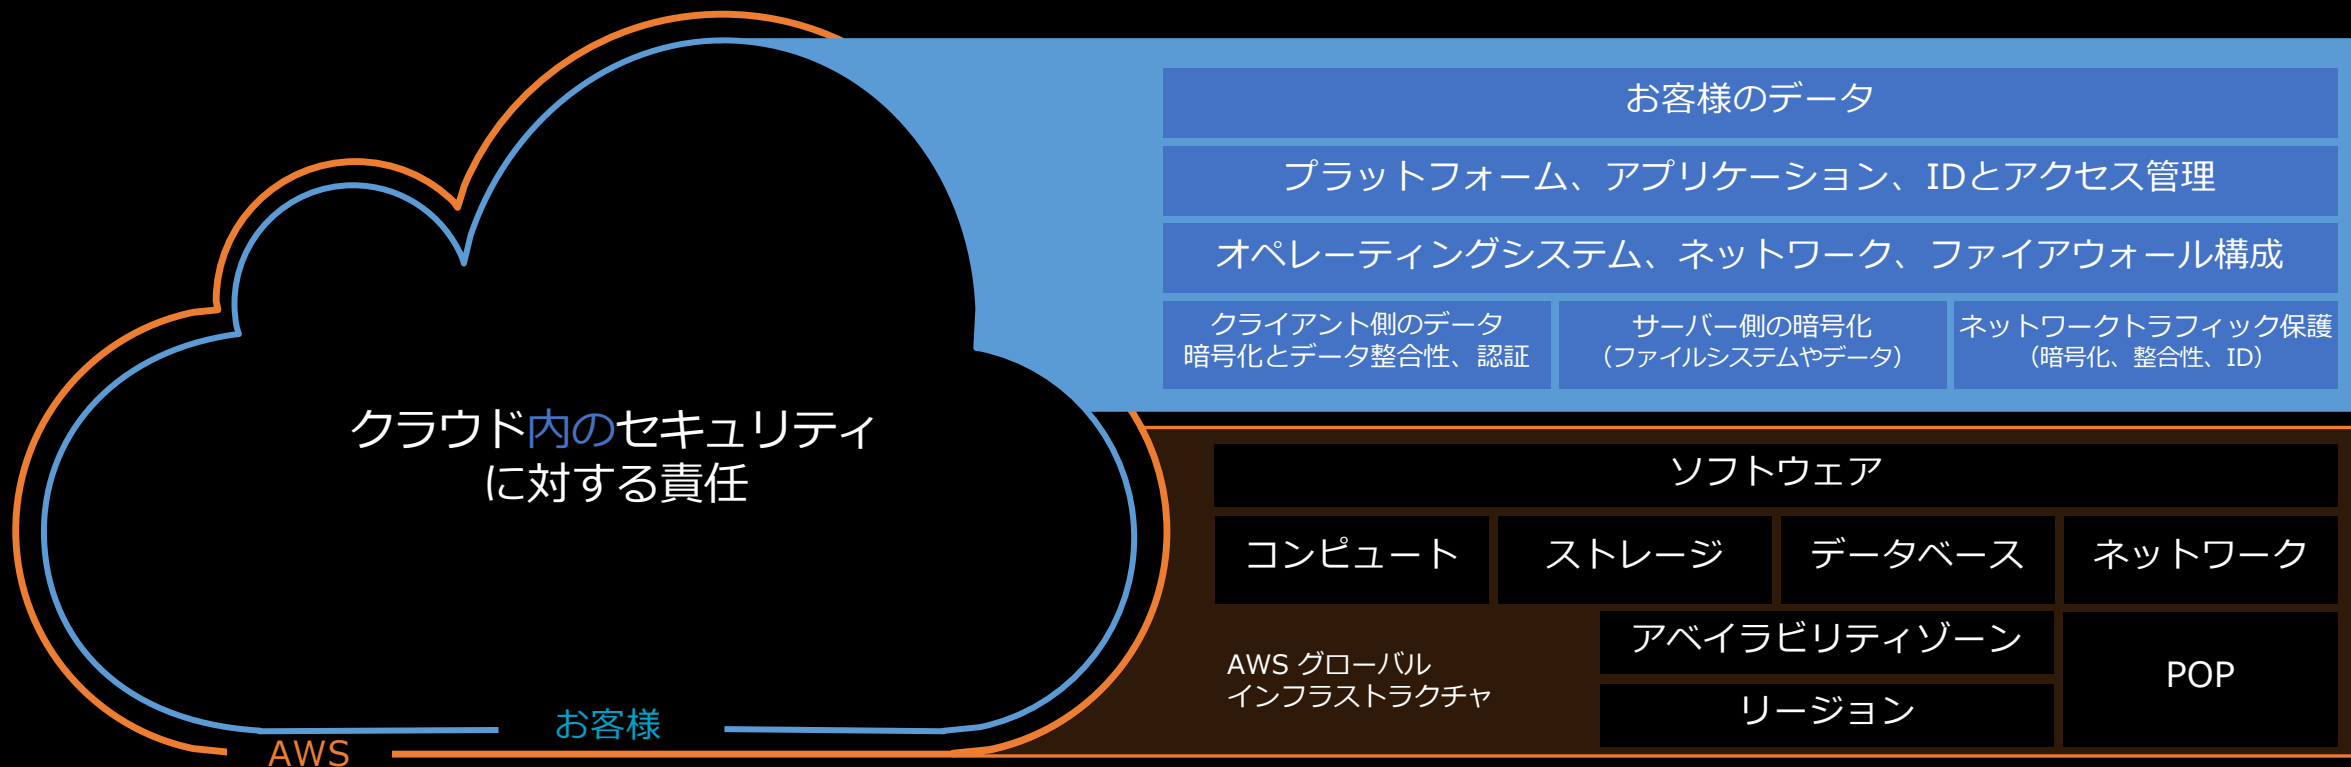 お客様のデータ
プラットフォーム、アプリケーション、IDとアクセス管理
オペレーティングシステム、ネットワーク、ファイアウォール構成
クライアント側のデータ
暗号化とデータ整合性、認証
サーバー側の暗号化
（ファイルシステムやデータ）
ネットワークトラフィック保護
（暗号化、整合性、ID）
クラウド内のセキュリティ
に対する責任
ソフトウェア
コンピュート
ストレージ
データベース
ネットワーク
AWS グローバル
インフラストラクチャ
アベイラビリティゾーン
リージョン
POP
お客様
AWS